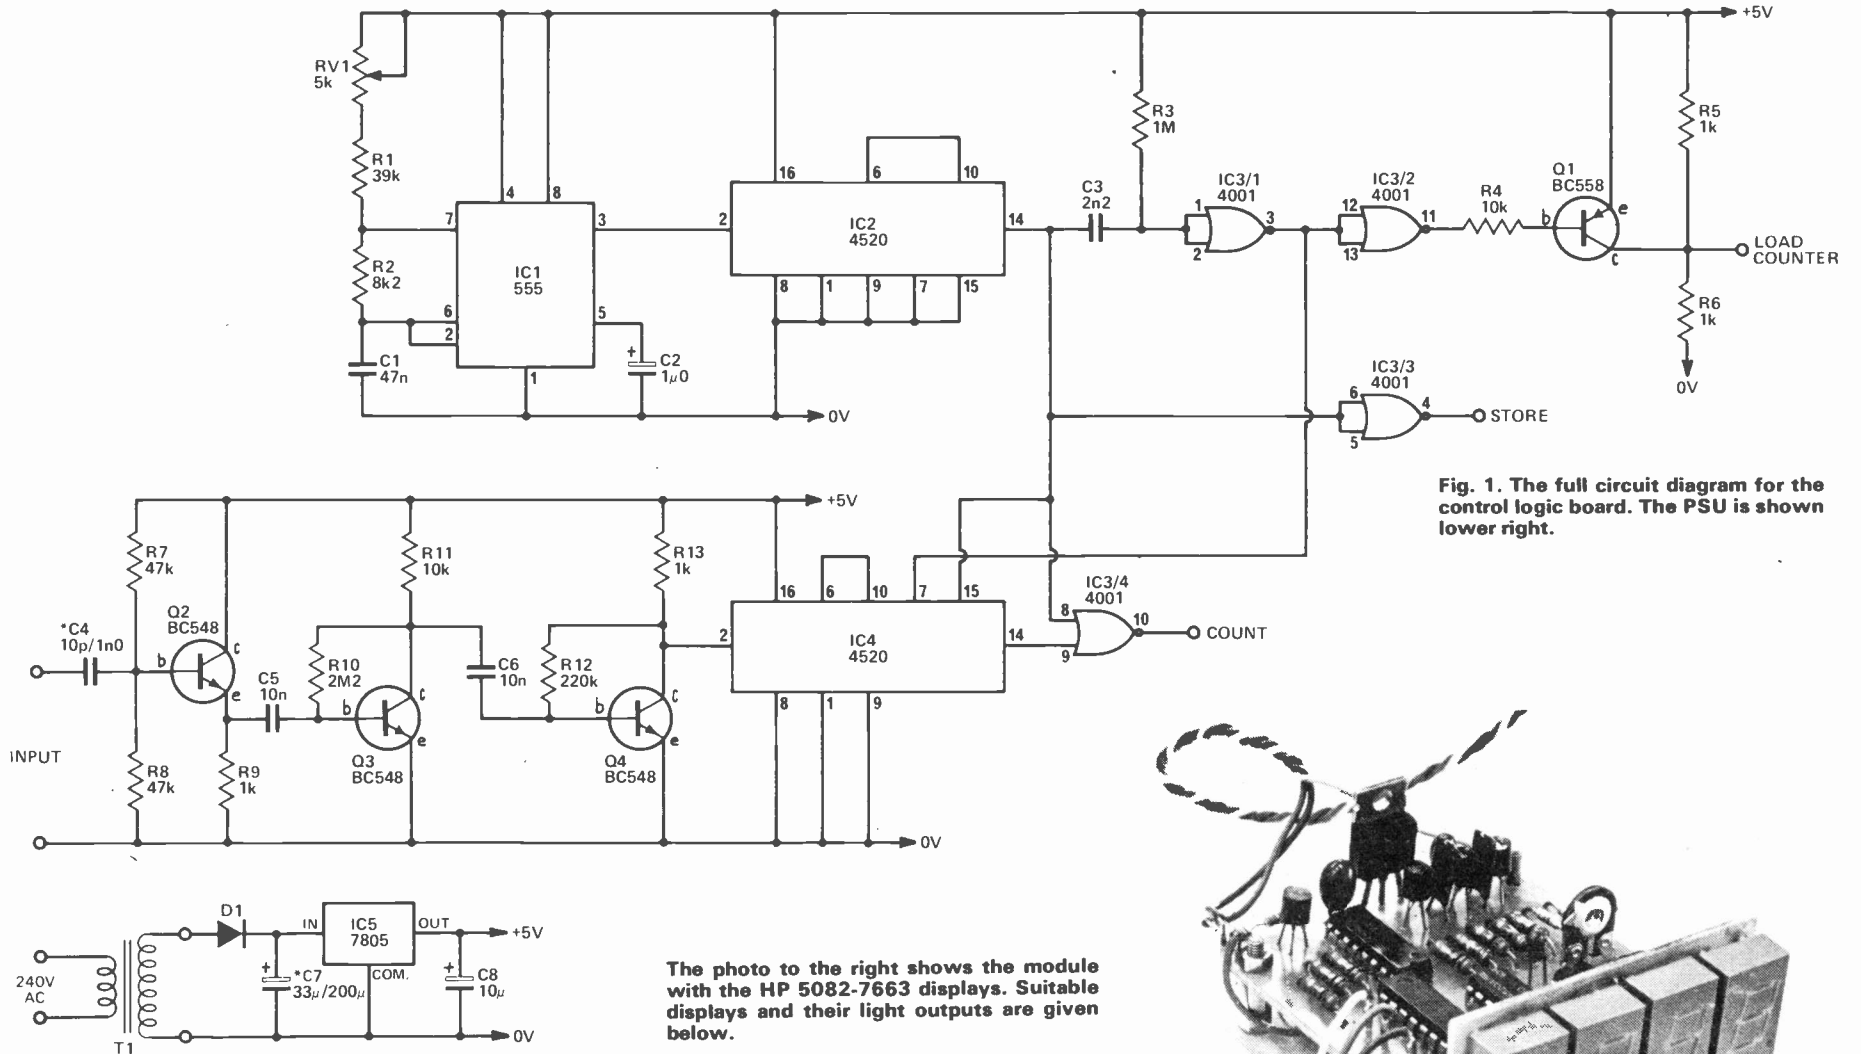 +5V
RV1
5k
R1
39k
R2
8k2
C1
47n
7
6
2
4
8
IC1
555
3
5
1
+
C2
1µ0
0V
2
16
6
10
IC2
4520
14
8
1
9
7
15
C3
2n2
R3
1M
IC3/1
4001
1
2
3
IC3/2
4001
12
13
11
R4
10k
Q1
BC558
b
e
c
R5
1k
R6
1k
0V
LOAD
COUNTER
IC3/3
4001
6
5
4
STORE
Fig. 1. The full circuit diagram for the
control logic board. The PSU is shown
lower right.
+5V
R7
47k
*C4
10p/1n0
INPUT
R8
47k
Q2
BC548
b
c
e
R9
1k
C5
10n
R10
2M2
R11
10k
b
c
e
Q3
BC548
C6
10n
R12
220k
R13
1k
b
c
e
Q4
BC548
2
16
6
10
7
15
IC4
4520
14
8
1
9
0V
IC3/4
4001
8
9
10
COUNT
240V
AC
T1
D1
+
*C7
33µ/200µ
IN
IC5
7805
OUT
COM.
+
C8
10µ
+5V
0V
The photo to the right shows the module
with the HP 5082-7663 displays. Suitable
displays and their light outputs are given
below.